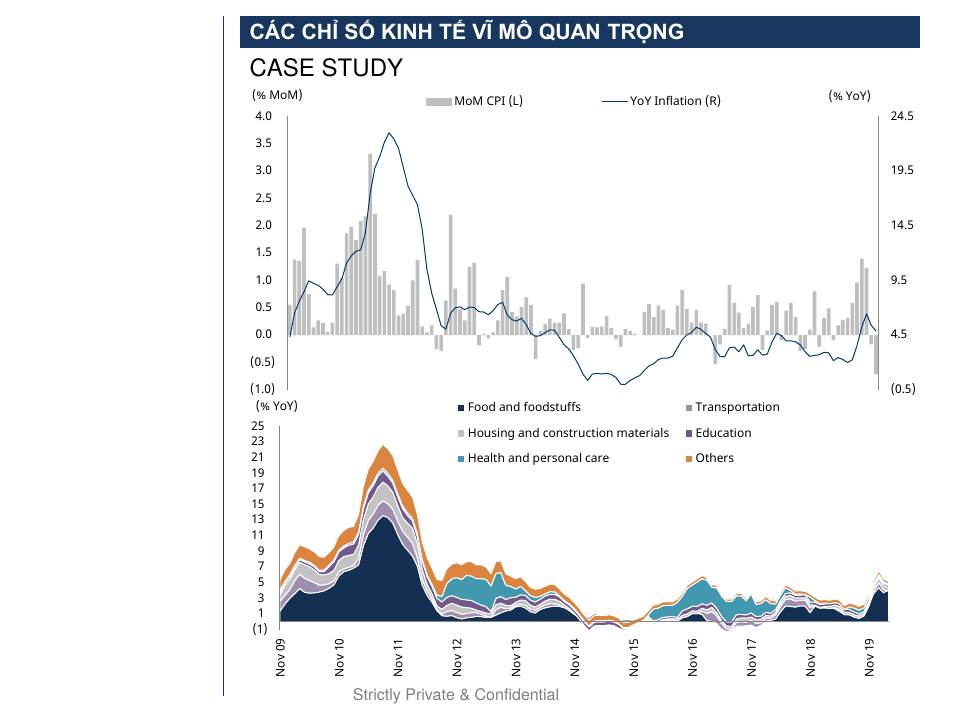 CÁC CHỈ SỐ KINH TẾ VĨ MÔ QUAN TRỌNG
CASE STUDY
(% MoM)
MoM CPI (L)
YoY Inflation (R)
(% YoY)
4.0
3.5
3.0
2.5
2.0
1.5
1.0
0.5
0.0
(0.5)
(1.0)
24.5
19.5
14.5
9.5
4.5
(0.5)
(% YoY)
Food and foodstuffs
Transportation
Housing and construction materials
Education
Health and personal care
Others
25
23
21
19
17
15
13
11
9
7
5
3
1
(1)
Nov 09
Nov 10
Nov 11
Nov 12
Nov 13
Nov 14
Nov 15
Nov 16
Nov 17
Nov 18
Nov 19
Strictly Private & Confidential